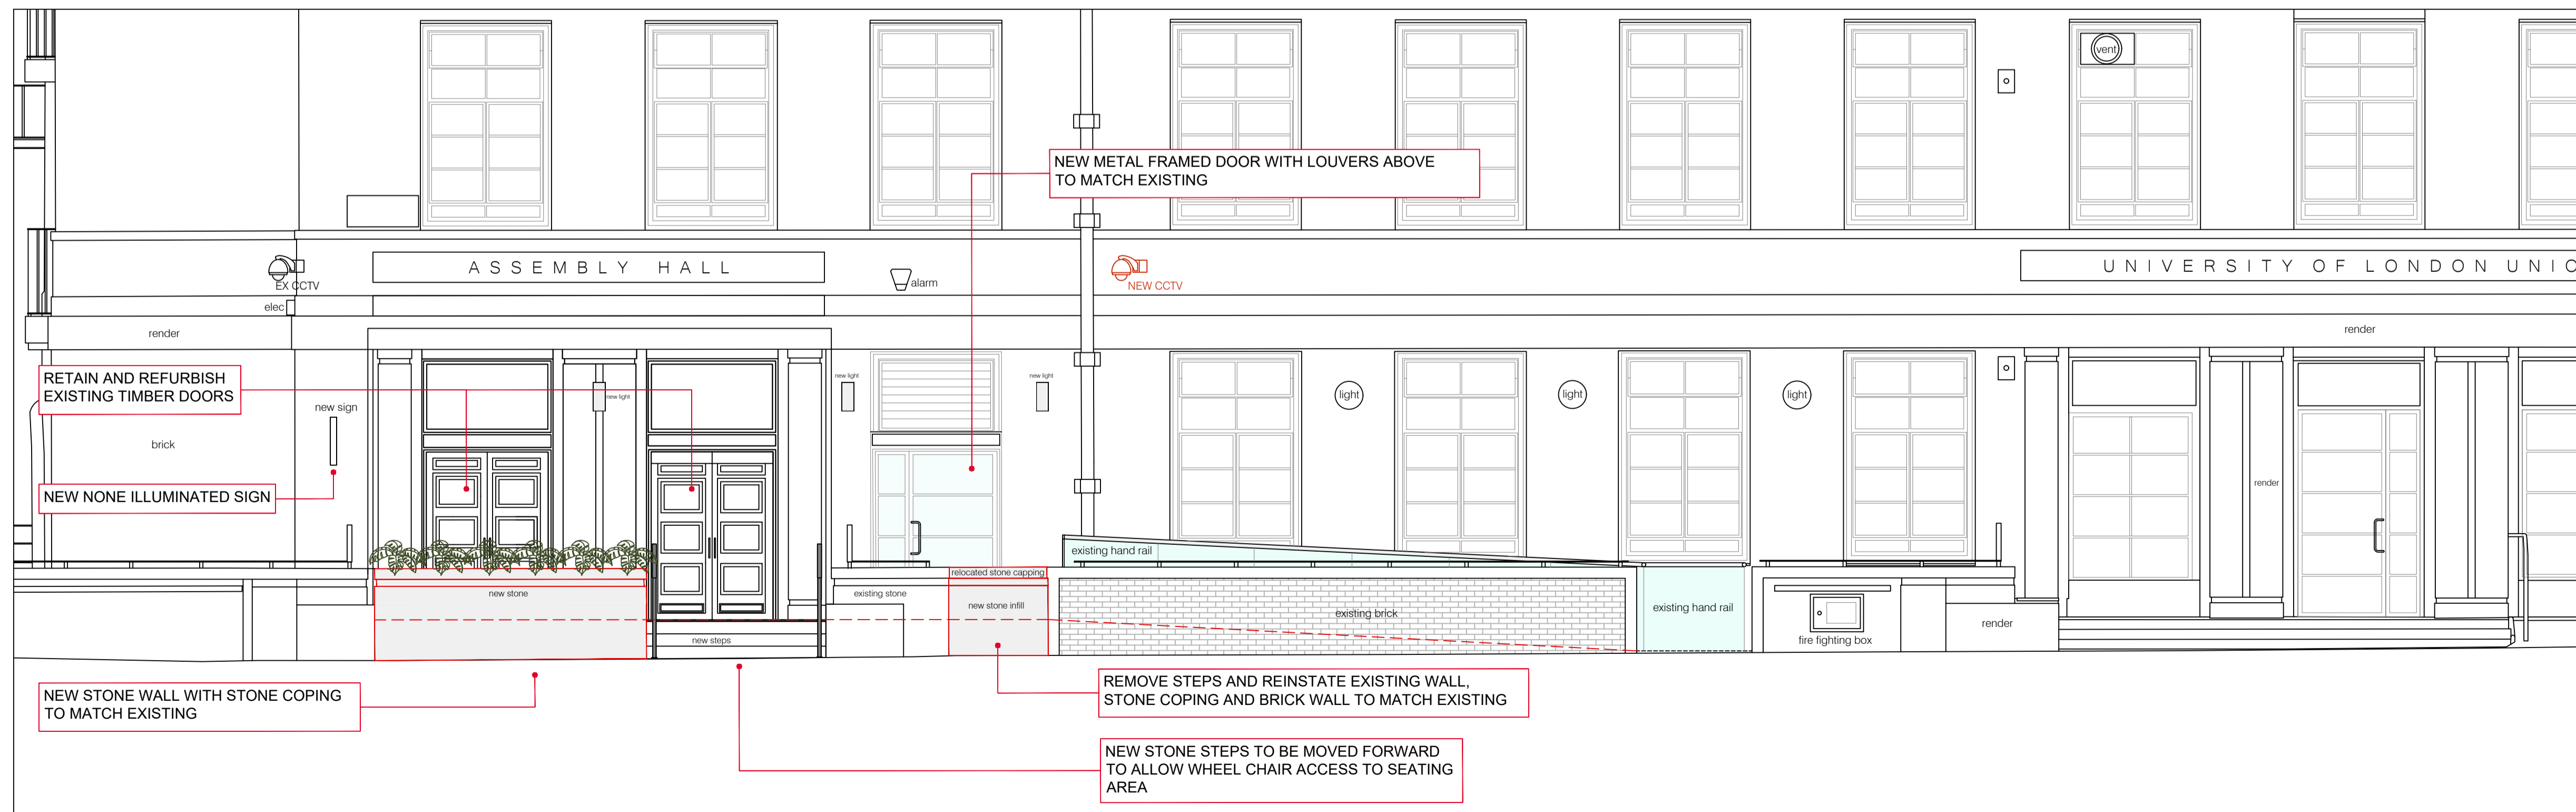 vent
NEW METAL FRAMED DOOR WITH LOUVERS ABOVE
TO MATCH EXISTING
ASSEMBLY HALL
EX CCTV
alarm
NEW CCTV
UNIVERSITY OF LONDON UNIO
elec
render
render
RETAIN AND REFURBISH
EXISTING TIMBER DOORS
new light
new light
new light
light
light
light
new sign
brick
NEW NONE ILLUMINATED SIGN
render
existing hand rail
relocated stone capping
new stone
existing stone
new stone infill
existing brick
existing hand rail
render
new steps
fire fighting box
NEW STONE WALL WITH STONE COPING
TO MATCH EXISTING
REMOVE STEPS AND REINSTATE EXISTING WALL,
STONE COPING AND BRICK WALL TO MATCH EXISTING
NEW STONE STEPS TO BE MOVED FORWARD
TO ALLOW WHEEL CHAIR ACCESS TO SEATING
AREA